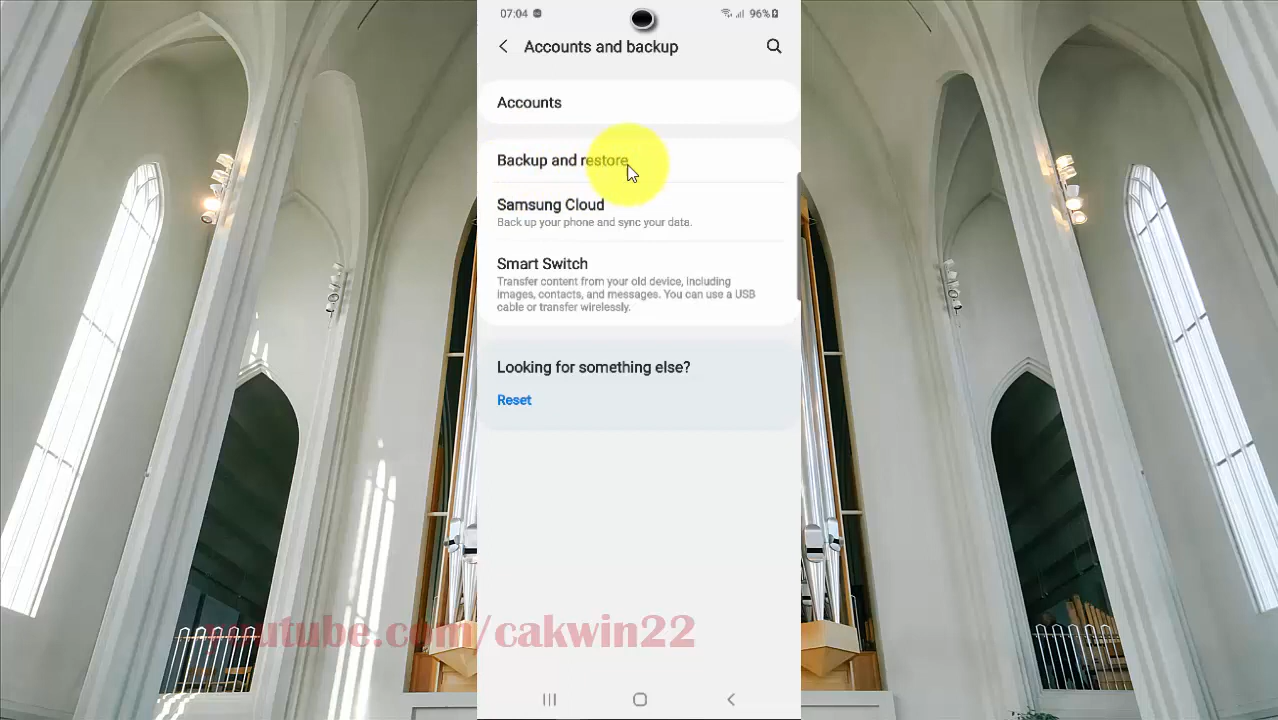 07:04
96%
Accounts and backup
Accounts
Backup and restore
Samsung Cloud
Back up your phone and sync your data.
Smart Switch
Transfer content from your old device, including
images, contacts, and messages. You can use a USB
cable or transfer wirelessly.
Looking for something else?
Reset
youtube.com/cakwin22